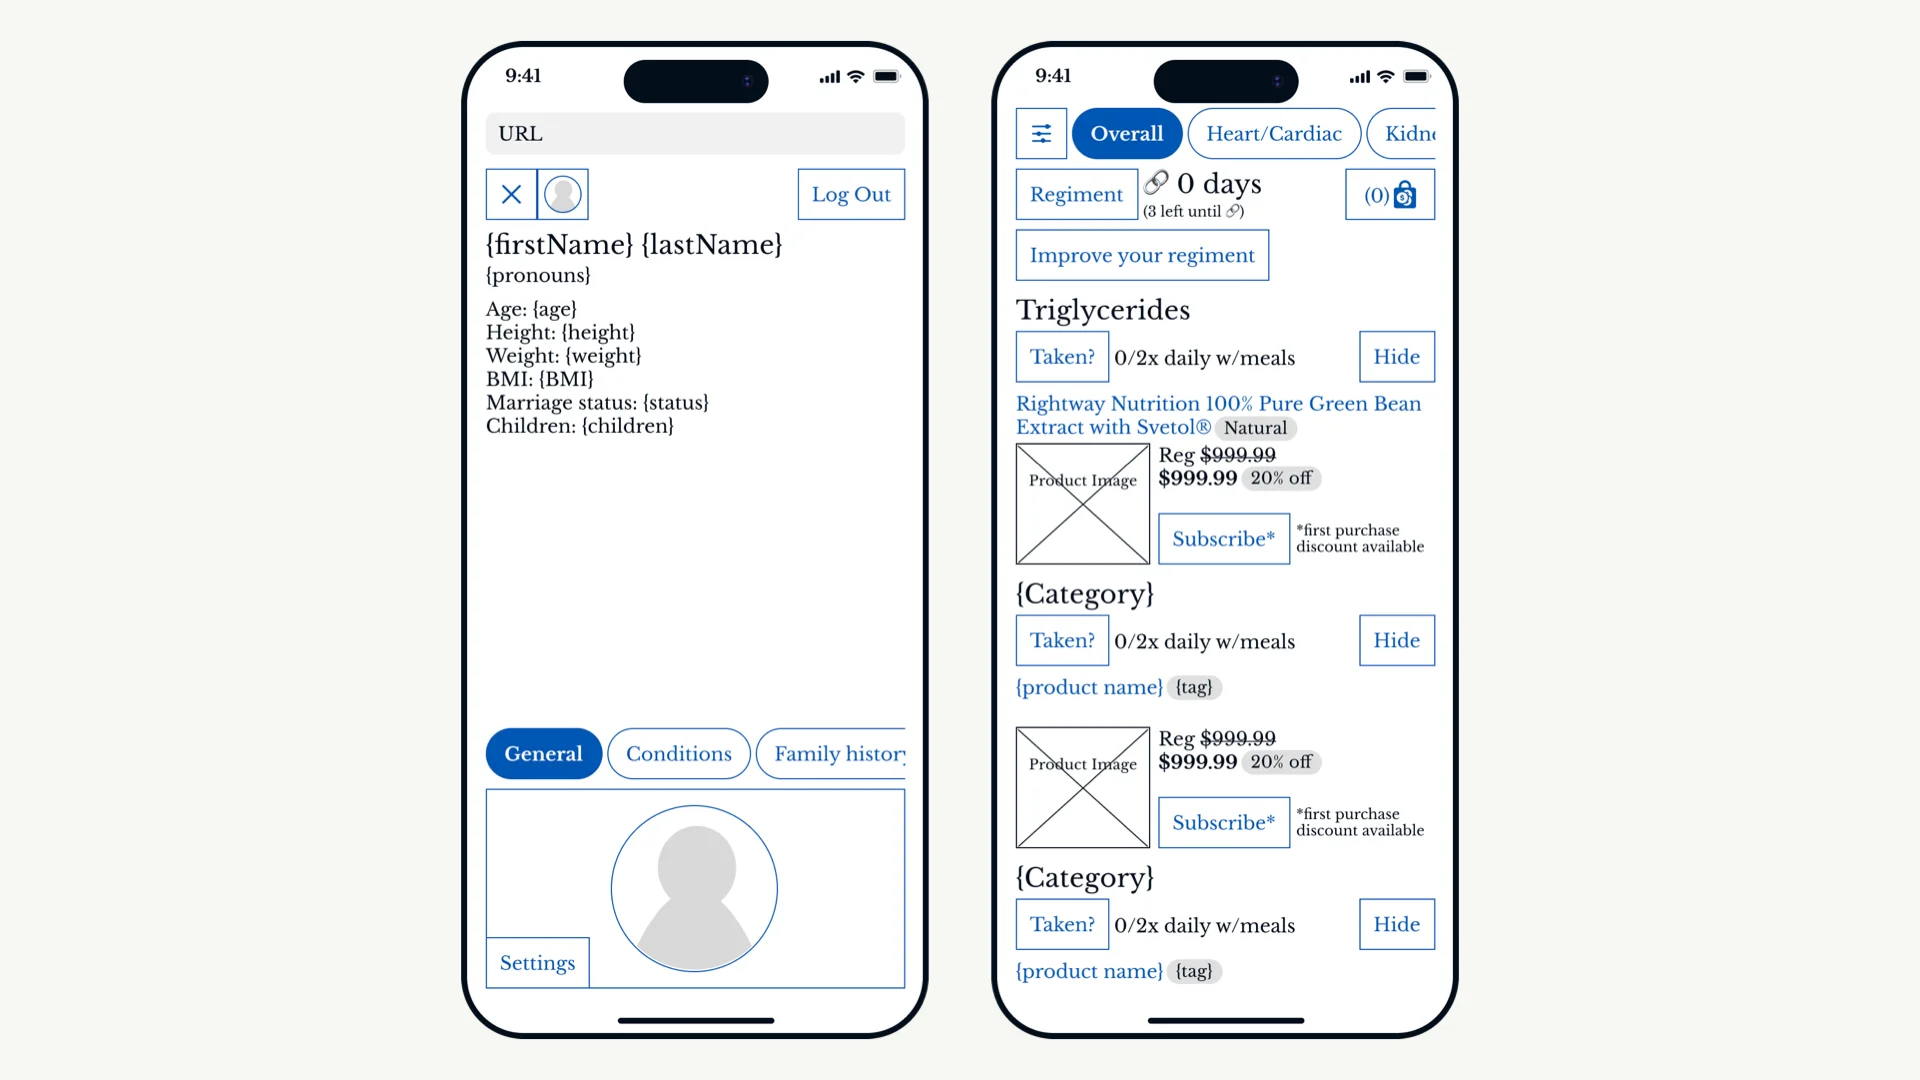 9:41
URL
Log Out
{firstName} {lastName}
{pronouns}
Age: {age}
Height: {height}
Weight: {weight}
BMI: {BMI}
Marriage status: {status}
Children: {children}
General
Conditions
Family history
Settings
9:41
Overall
Heart/Cardiac
Kidne
Regiment
0 days
(3 left until 🔗)
(0)
Improve your regiment
Triglycerides
Taken?
0/2x daily w/meals
Hide
Rightway Nutrition 100% Pure Green Bean
Extract with Svetol® Natural
Product Image
Reg $999.99
$999.99 20% off
Subscribe*
*first purchase
discount available
{Category}
Taken?
0/2x daily w/meals
Hide
{product name} {tag}
Product Image
Reg $999.99
$999.99 20% off
Subscribe*
*first purchase
discount available
{Category}
Taken?
0/2x daily w/meals
Hide
{product name} {tag}